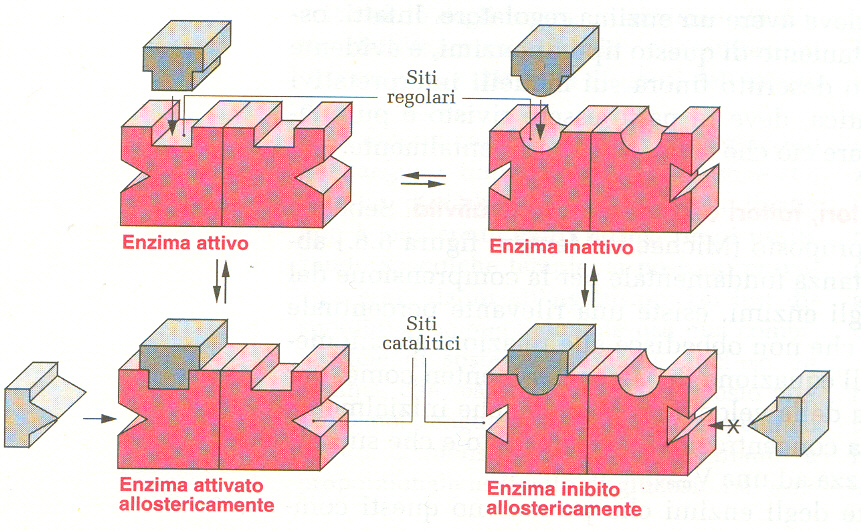 Siti
regolari
Enzima attivo
Enzima inattivo
Siti
catalitici
Enzima attivato
allostericamente
Enzima inibito
allostericamente